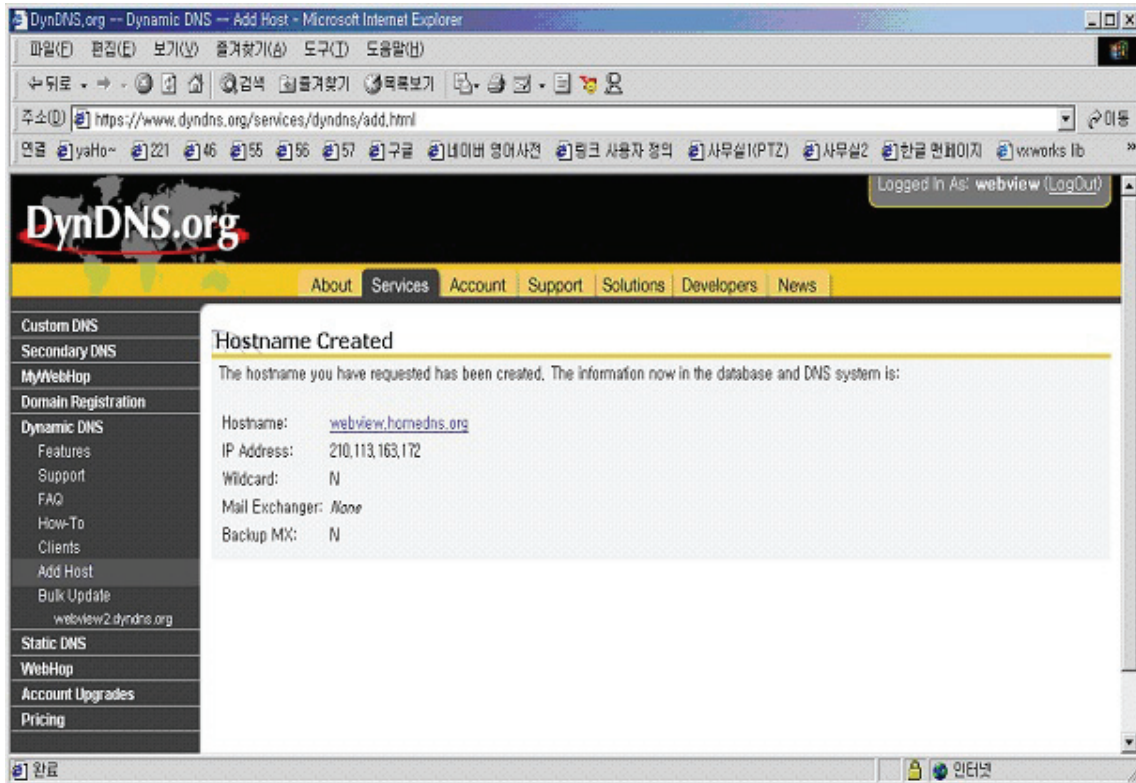 DynDNS.org -- Dynamic DNS -- Add Host - Microsoft Internet Explorer
파일(F) 편집(E) 보기(V) 즐겨찾기(A) 도구(T) 도움말(H)
뒤로 검색 즐겨찾기 목록보기
주소(D) https://www.dyndns.org/services/dyndns/add.html 이동
연결 yaHo~ 221 46 55 56 57 구글 네이버 영어사전 링크 사용자 정의 사무실1(PTZ) 사무실2 한글 맨페이지 vxworks lib »
Logged In As: webview (LogOut)
DynDNS.org
About Services Account Support Solutions Developers News
Custom DNS
Secondary DNS
MyWebHop
Domain Registration
Dynamic DNS
Features
Support
FAQ
How-To
Clients
Add Host
Bulk Update
webview2.dyndns.org
Static DNS
WebHop
Account Upgrades
Pricing
Hostname Created
The hostname you have requested has been created. The information now in the database and DNS system is:
Hostname: webview.homedns.org
IP Address: 210,113,163,172
Wildcard: N
Mail Exchanger: None
Backup MX: N
완료 인터넷